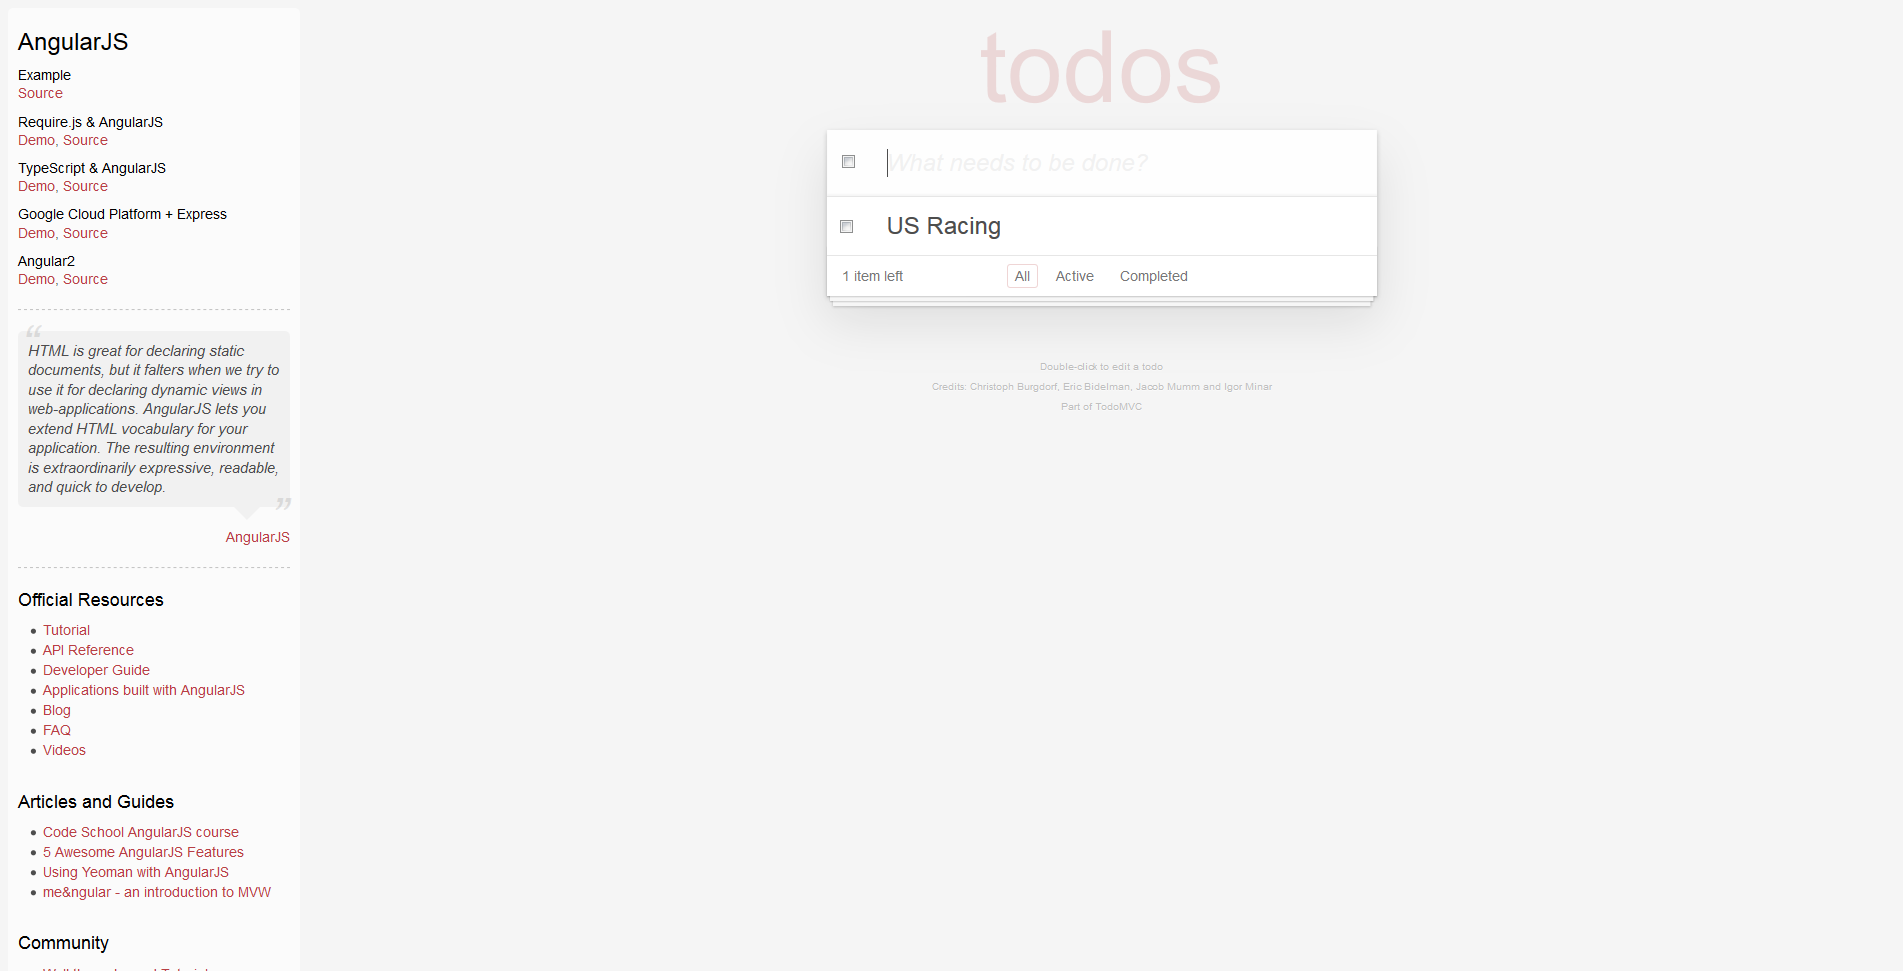 AngularJS
Example
Source
Require.js & AngularJS
Demo, Source
TypeScript & AngularJS
Demo, Source
Google Cloud Platform + Express
Demo, Source
Angular2
Demo, Source
“
HTML is great for declaring static
documents, but it falters when we try to
use it for declaring dynamic views in
web-applications. AngularJS lets you
extend HTML vocabulary for your
application. The resulting environment
is extraordinarily expressive, readable,
and quick to develop.
”
AngularJS
Official Resources
Tutorial
API Reference
Developer Guide
Applications built with AngularJS
Blog
FAQ
Videos
Articles and Guides
Code School AngularJS course
5 Awesome AngularJS Features
Using Yeoman with AngularJS
me&ngular - an introduction to MVW
Community
todos
What needs to be done?
US Racing
1 item left
All
Active
Completed
Double-click to edit a todo
Credits: Christoph Burgdorf, Eric Bidelman, Jacob Mumm and Igor Minar
Part of TodoMVC